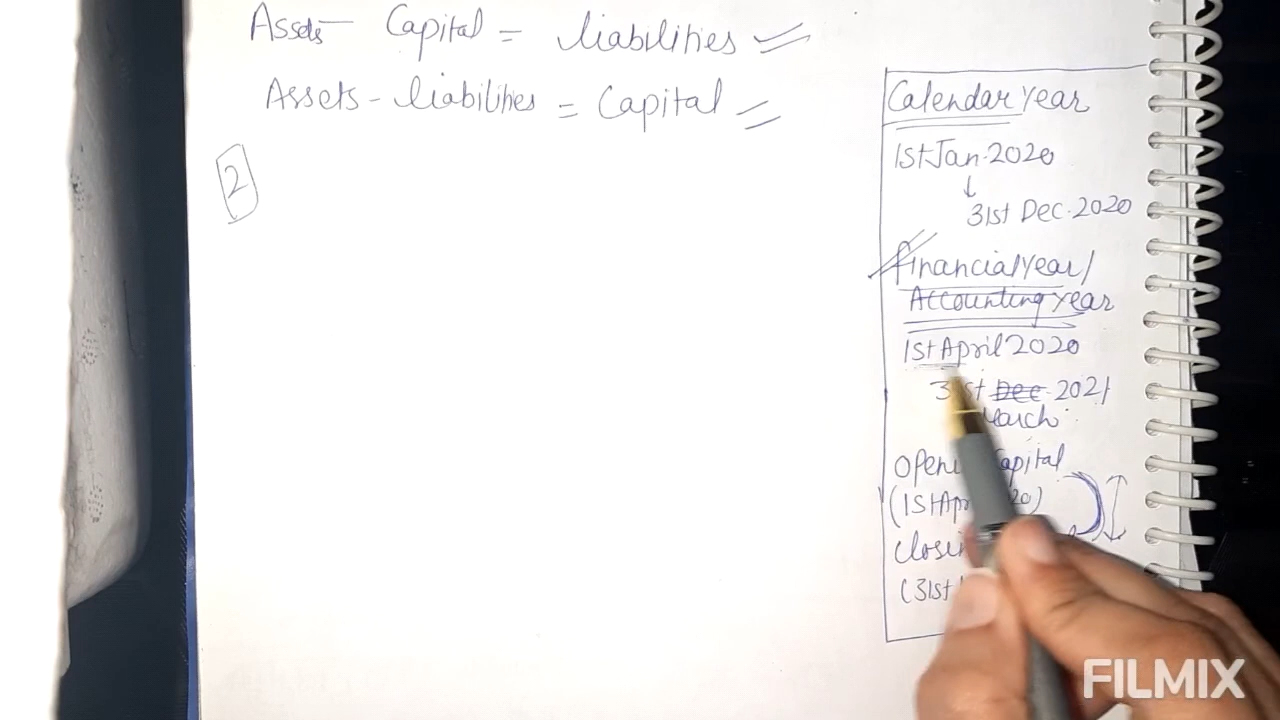 Assets - Capital = liabilities
Assets - liabilities = Capital
2
Calendar year
1st Jan. 2020
↓
31st Dec. 2020
financial year/
Accounting year
1st April 2020
31st Dec 2021
March
Capital
(1st
(31st
FILMIX